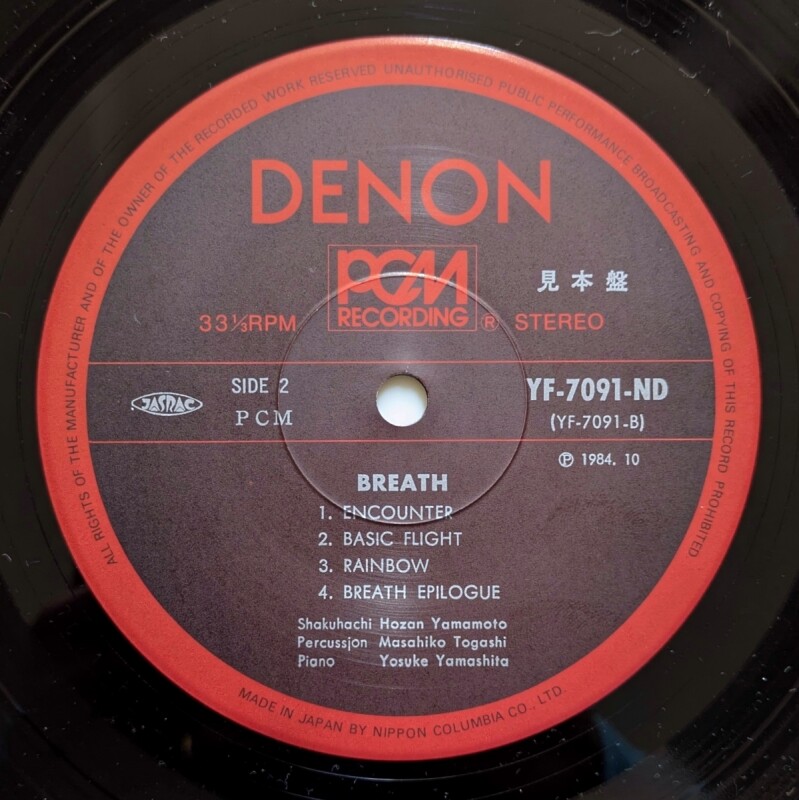 ALL RIGHTS OF THE MANUFACTURER AND OF THE OWNER OF THE RECORDED WORK RESERVED UNAUTHORISED PUBLIC PERFORMANCE BROADCASTING AND COPYING OF THIS RECORD PROHIBITED
DENON
PCM
RECORDING
見本盤
33⅓RPM
® STEREO
JASRAC
SIDE 2
PCM
YF-7091-ND
(YF-7091-B)
℗ 1984. 10
BREATH
1. ENCOUNTER
2. BASIC FLIGHT
3. RAINBOW
4. BREATH EPILOGUE
Shakuhachi Hozan Yamamoto
Percussjon Masahiko Togashi
Piano Yosuke Yamashita
MADE IN JAPAN BY NIPPON COLUMBIA CO., LTD.